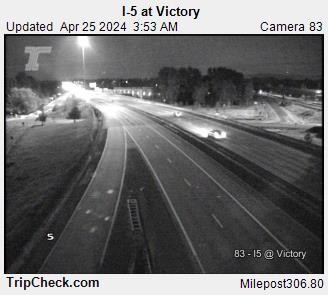 I-5 at Victory
Updated Apr 25 2024 3:53 AM Camera 83
S
83 - I5 @ Victory
TripCheck.com Milepost306.80